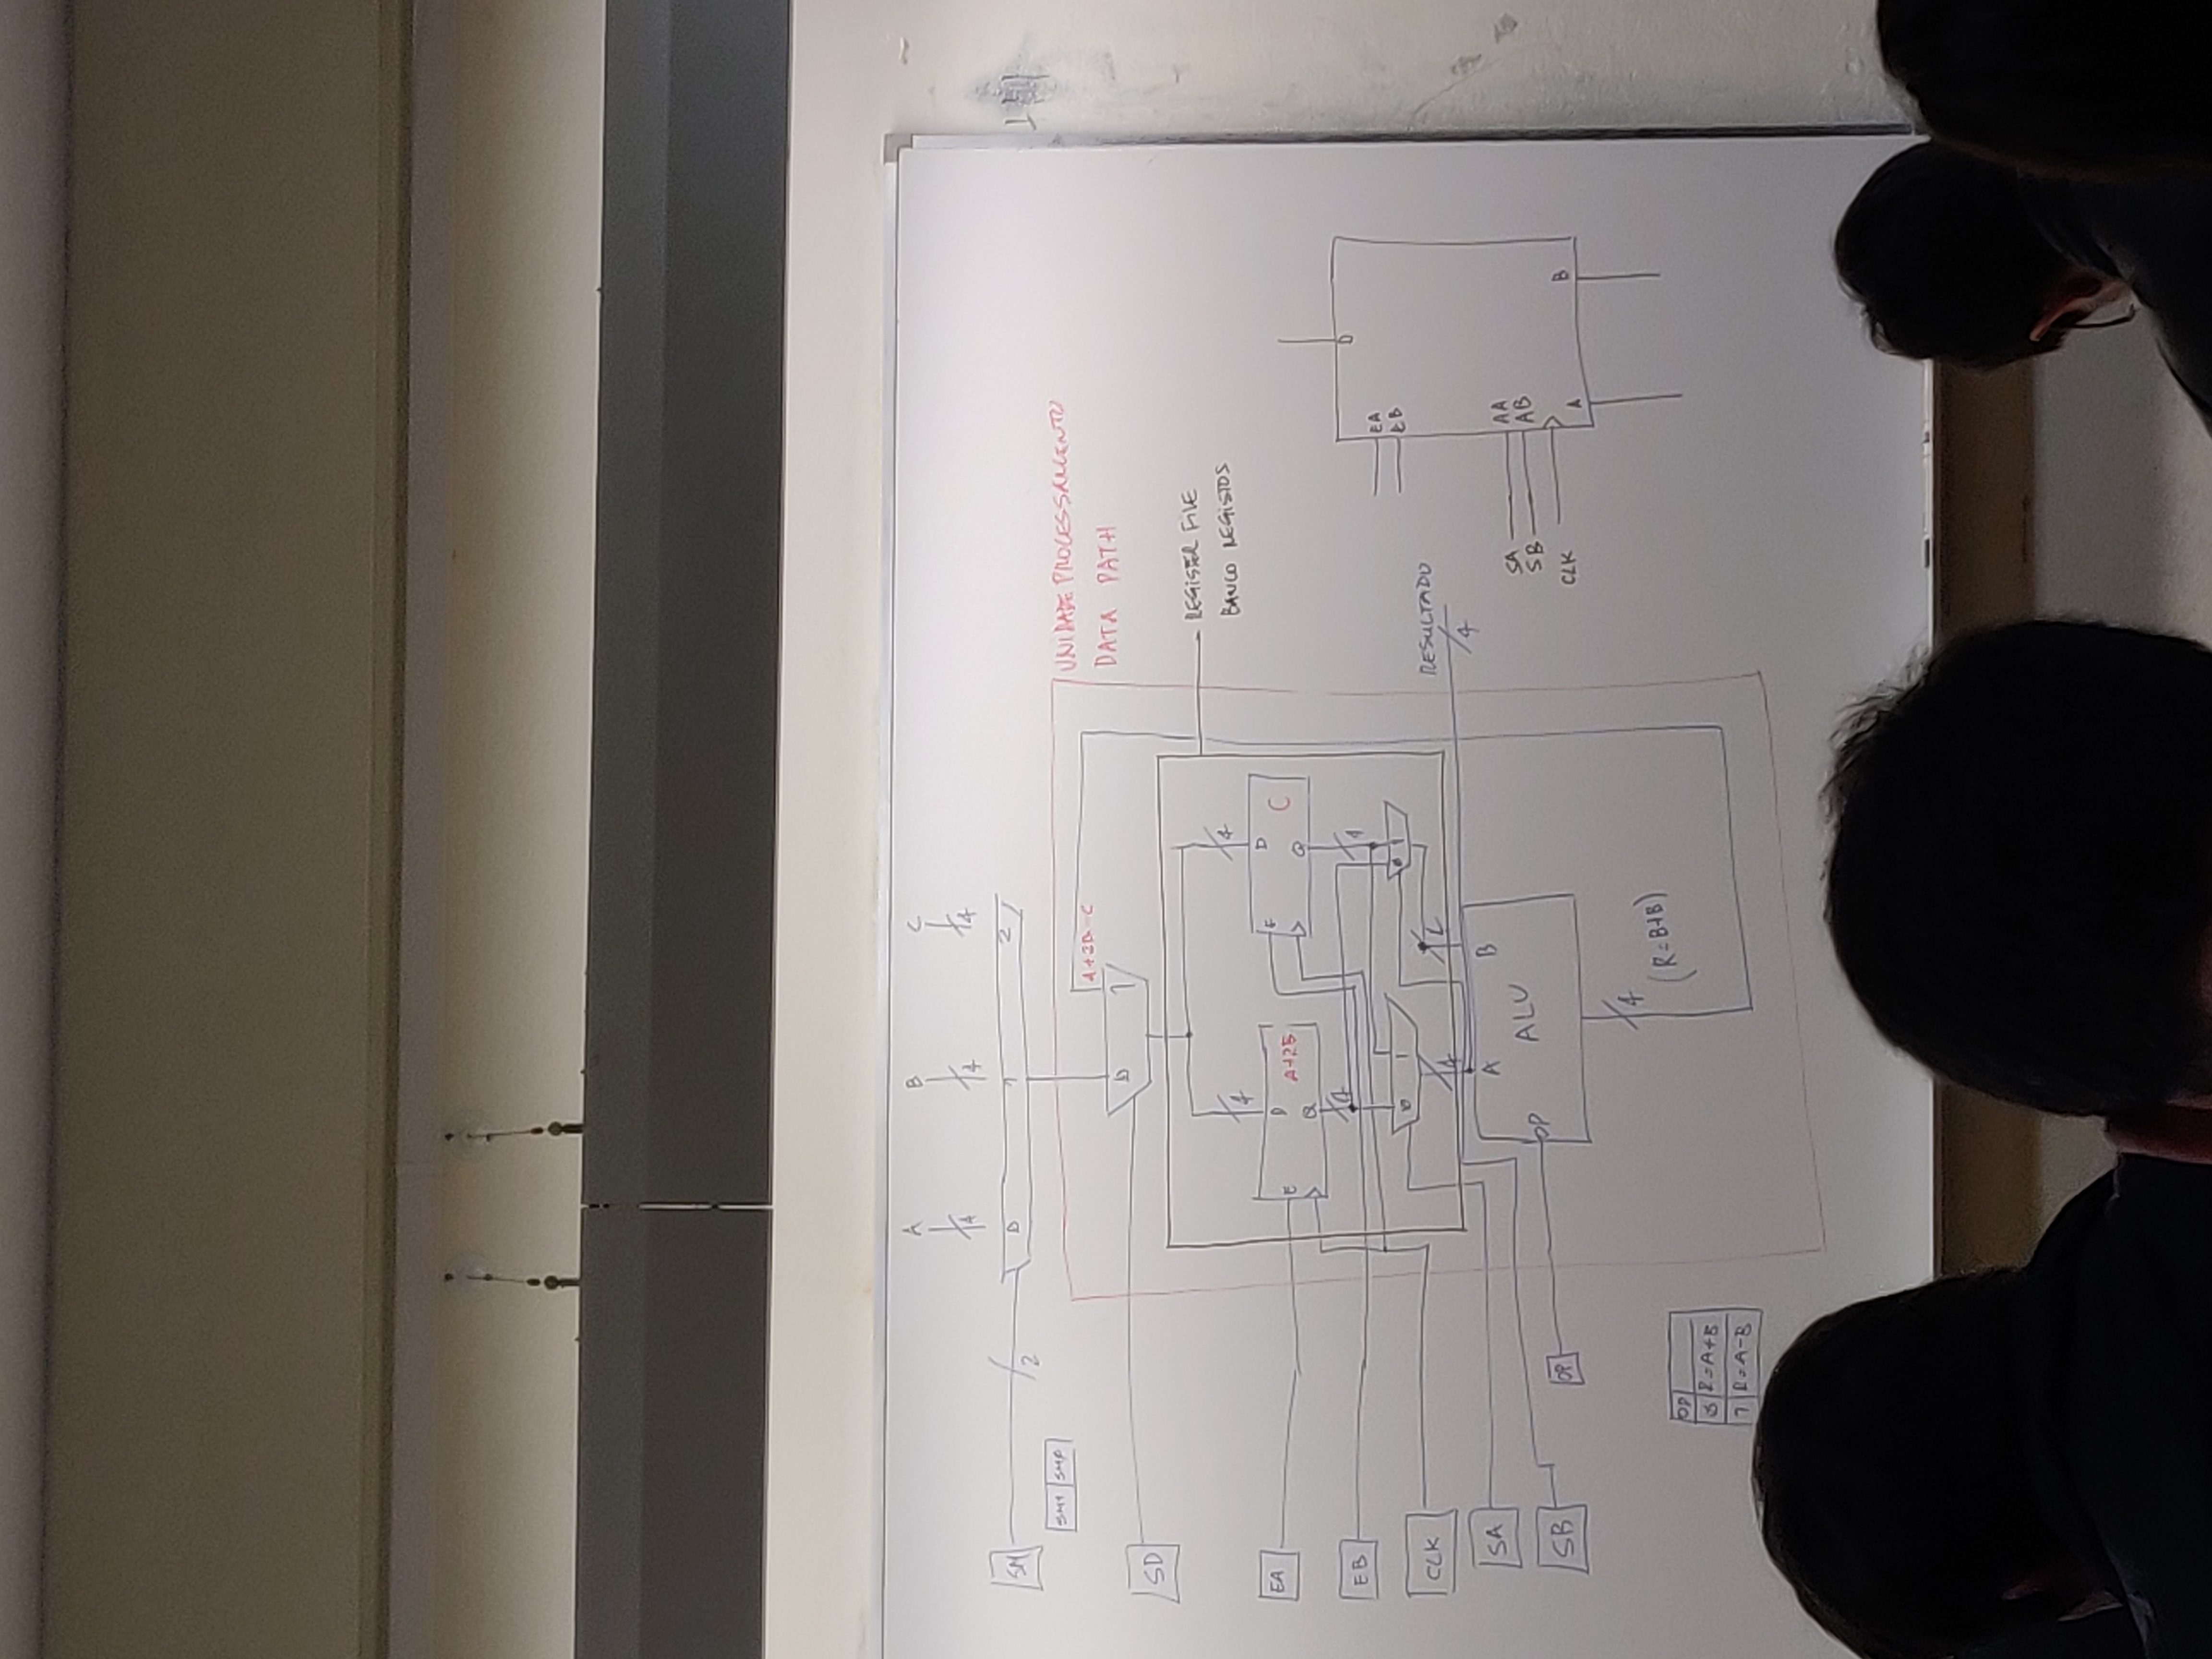 A B C
4 4 4
SM 2 0 1 2
SM1 SMφ
UNIDADE PROCESSAMENTO
DATA PATH
A+2B-C
SD 0 1
REGISTER FILE
BANCO REGISTOS
4 4
EA E D A+2B
E D C
Q Q
EB 4 4
CLK 0 1 0 1
RESULTADO
4
4
SA A B
ALU
SB OP OP
4
(R=B+B)
OP
0 R=A+B
1 R=A-B
D
EA
EB
SA AA
SB AB
CLK
A B